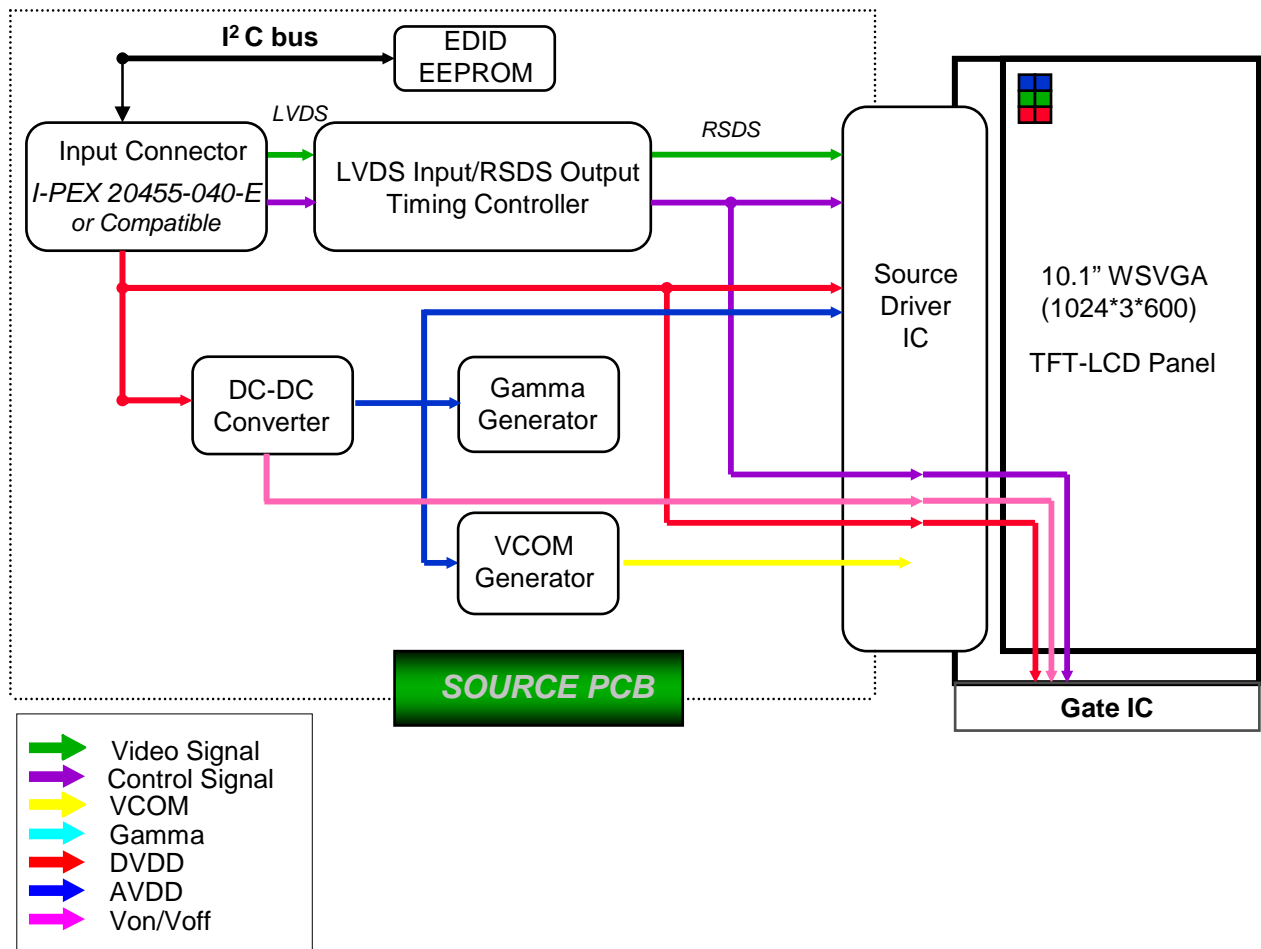 I² C bus
EDID
EEPROM
LVDS
RSDS
Input Connector
I-PEX 20455-040-E
or Compatible
LVDS Input/RSDS Output
Timing Controller
Source
Driver
IC
10.1” WSVGA
(1024*3*600)
TFT-LCD Panel
DC-DC
Converter
Gamma
Generator
VCOM
Generator
SOURCE PCB
Gate IC
Video Signal
Control Signal
VCOM
Gamma
DVDD
AVDD
Von/Voff